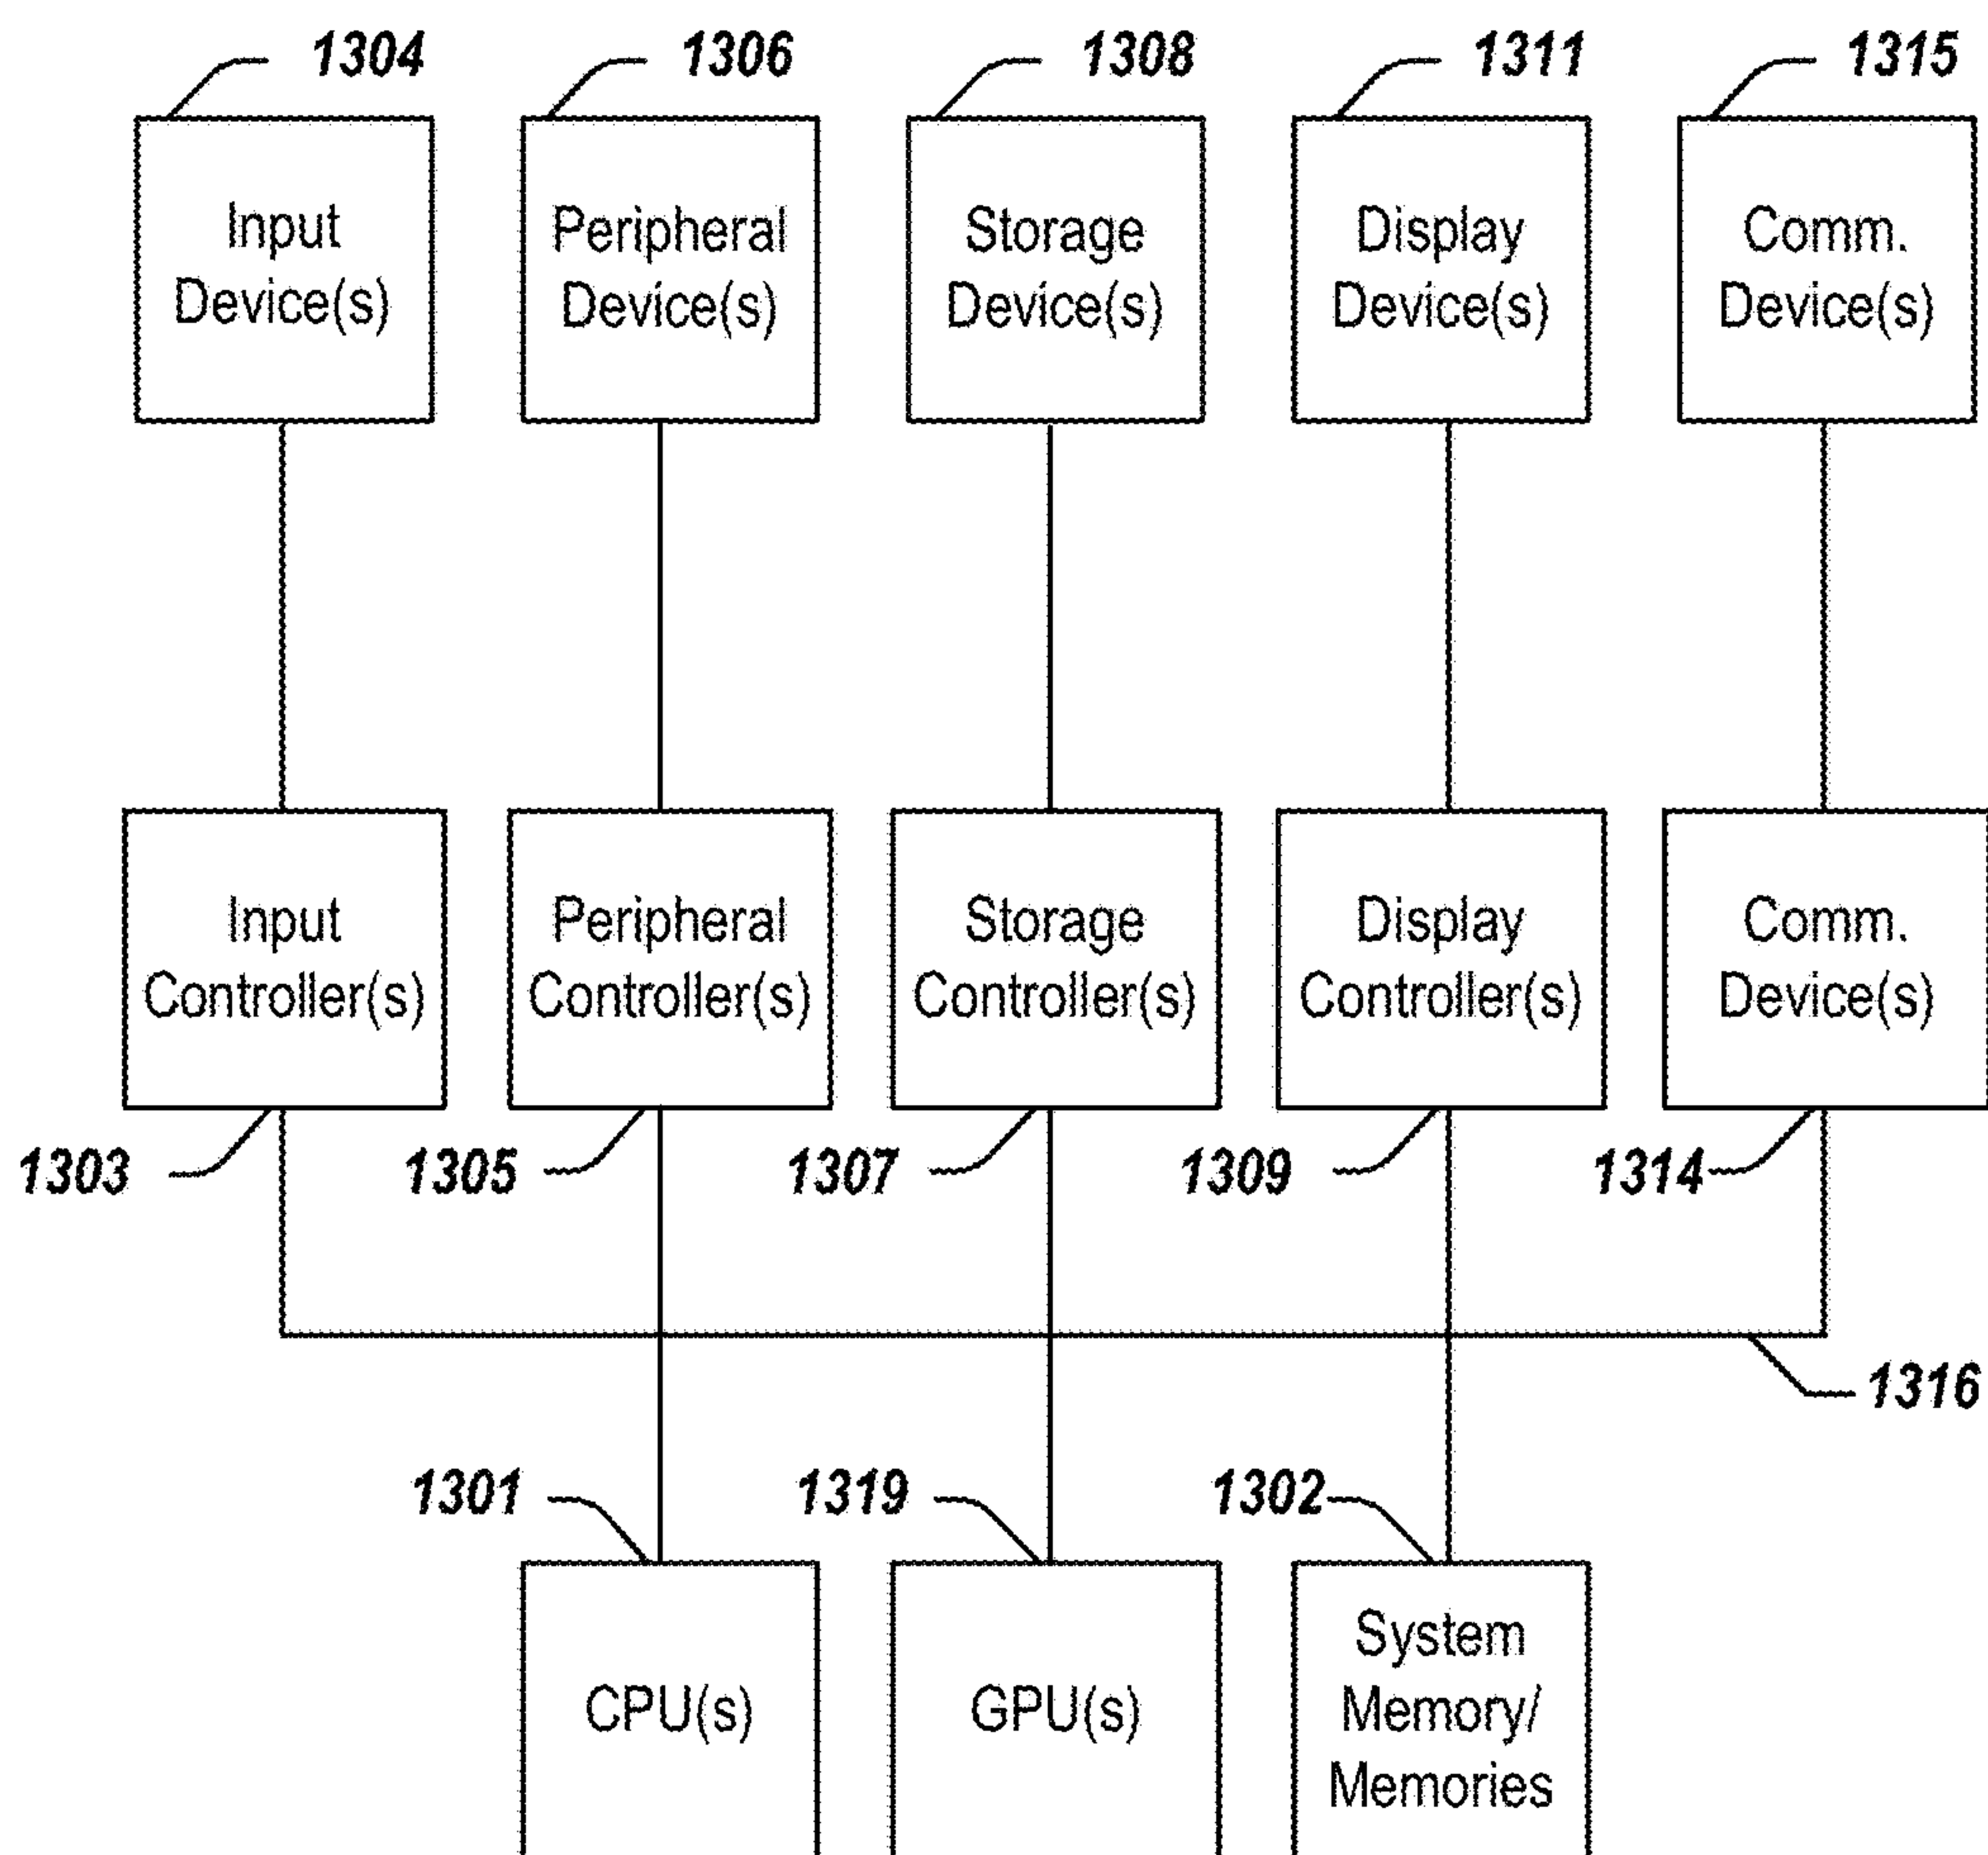 1304
1306
1308
1311
1315
Input
Device(s)
Peripheral
Device(s)
Storage
Device(s)
Display
Device(s)
Comm.
Device(s)
Input
Controller(s)
Peripheral
Controller(s)
Storage
Controller(s)
Display
Controller(s)
Comm.
Device(s)
1303
1305
1307
1309
1314
1316
1301
1319
1302
CPU(s)
GPU(s)
System
Memory/
Memories